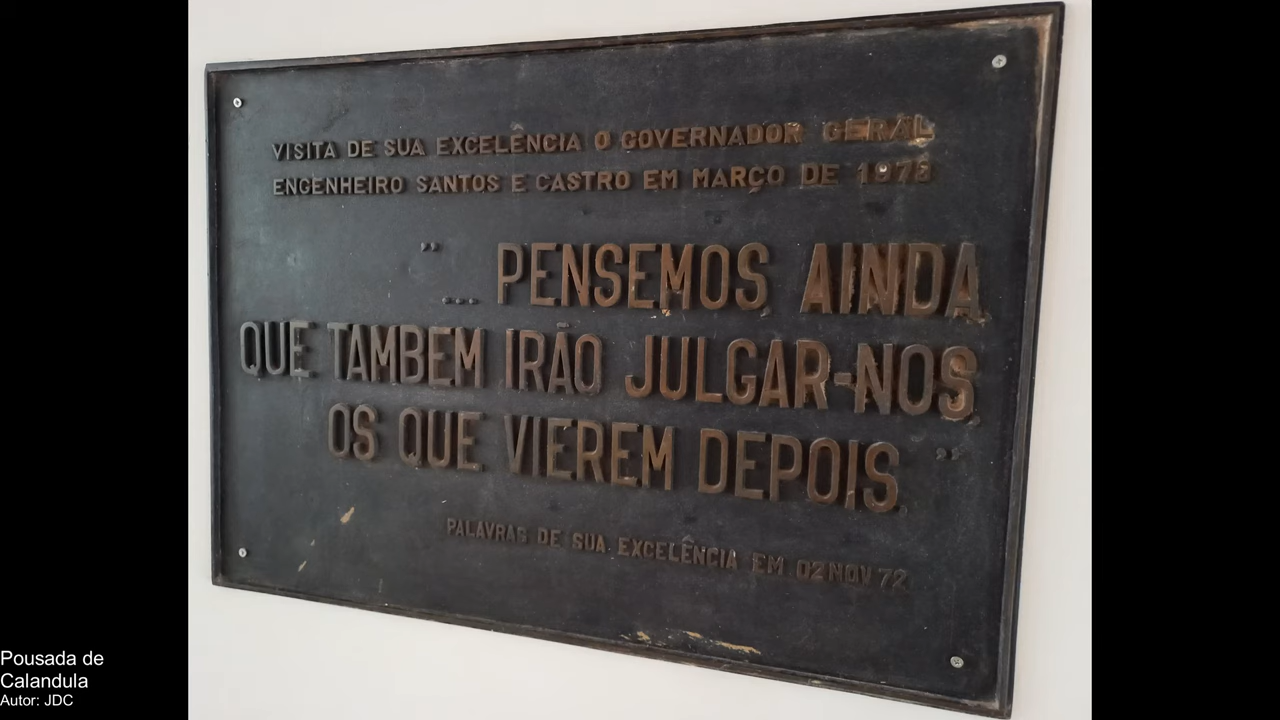 VISITA DE SUA EXCELÊNCIA O GOVERNADOR GERAL
ENGENHEIRO SANTOS E CASTRO EM MARÇO DE 1973
"
... PENSEMOS AINDA
QUE TAMBEM IRÃO JULGAR-NOS
OS QUE VIEREM DEPOIS "
PALAVRAS DE SUA EXCELÊNCIA EM 02 NOV 72
Pousada de
Calandula
Autor: JDC